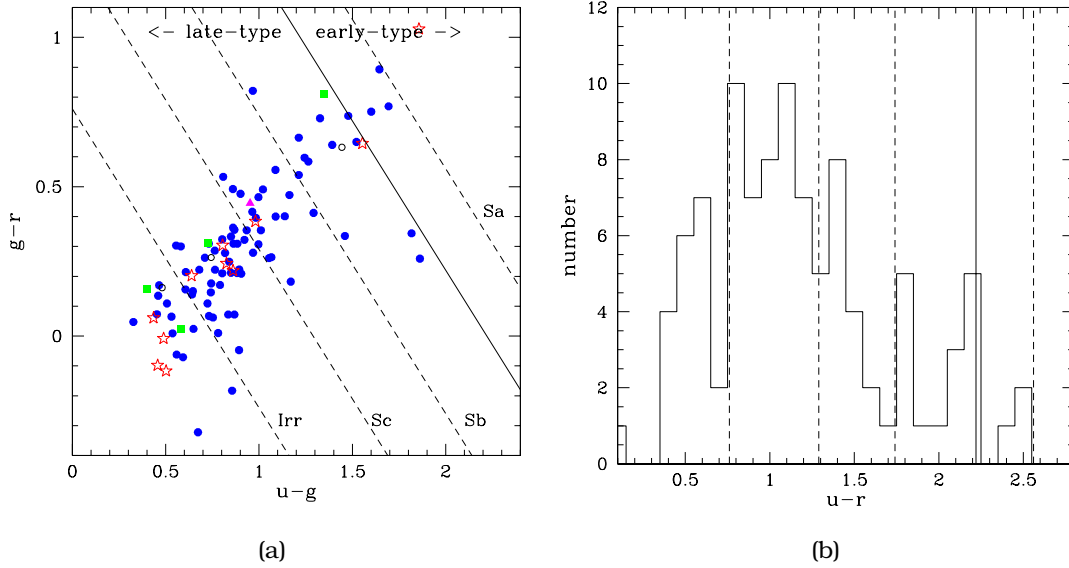 <- late-type early-type ->
1
0.5
0
g-r
Sa
Irr
Sc
Sb
0 0.5 1 1.5 2
u-g
(a)
12
10
8
6
4
2
0
number
0.5 1 1.5 2 2.5
u-r
(b)